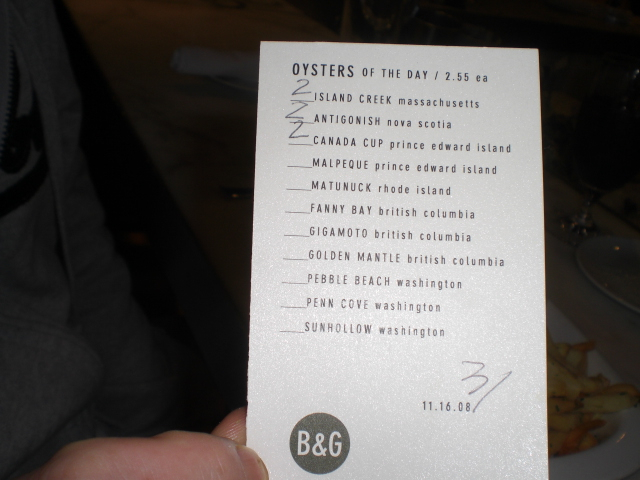 OYSTERS OF THE DAY / 2.55 ea
2 ISLAND CREEK massachusetts
2 ANTIGONISH nova scotia
2 CANADA CUP prince edward island
MALPEQUE prince edward island
MATUNUCK rhode island
FANNY BAY british columbia
GIGAMOTO british columbia
GOLDEN MANTLE british columbia
PEBBLE BEACH washington
PENN COVE washington
SUNHOLLOW washington
31
11.16.08
B&G